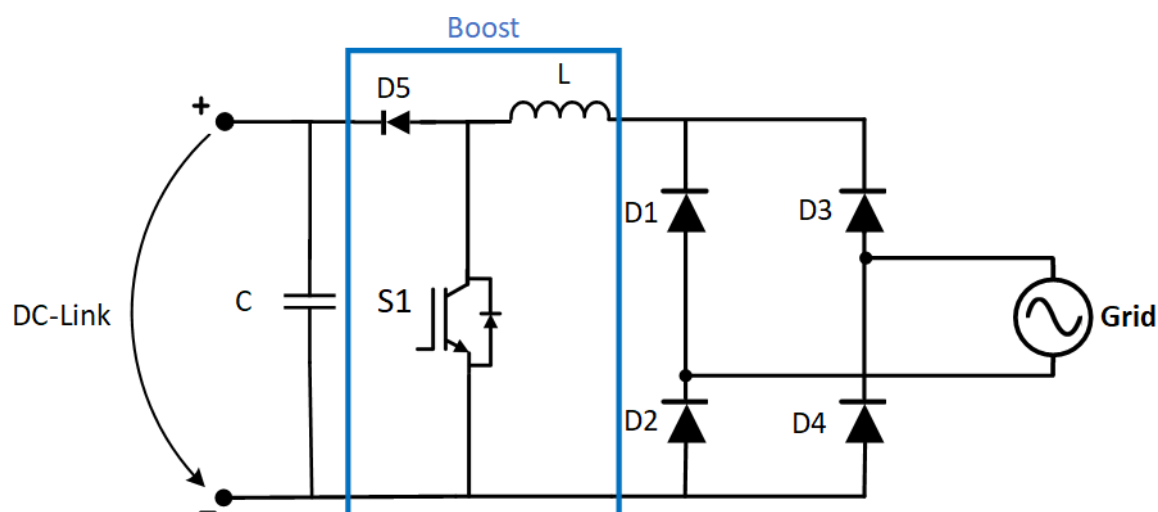 Boost
+
D5
L
D1
D3
DC-Link
C
S1
Grid
D2
D4
-